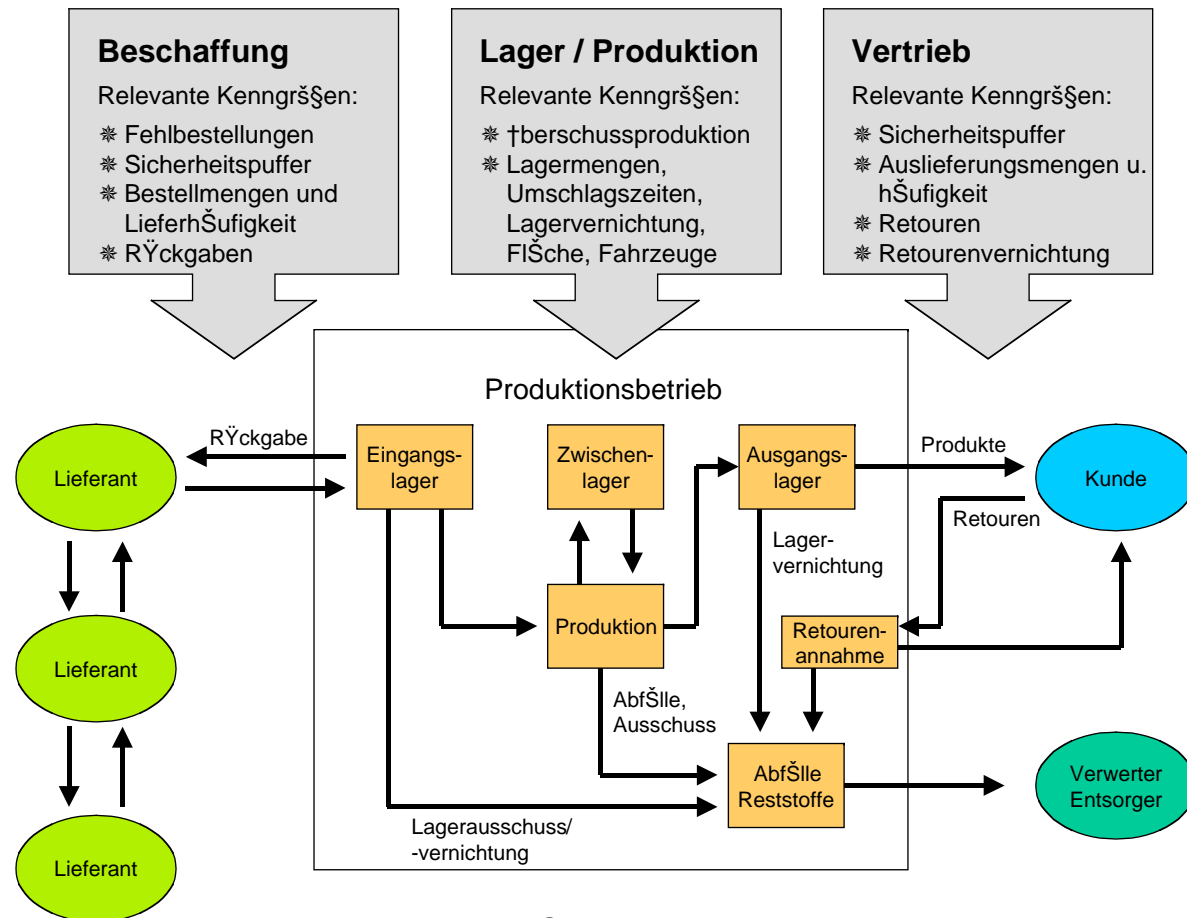 Beschaffung
Relevante Kenngrš§en:
✵ Fehlbestellungen
✵ Sicherheitspuffer
✵ Bestellmengen und
LieferhŠufigkeit
✵ RŸckgaben
Lager / Produktion
Relevante Kenngrš§en:
✵ †berschussproduktion
✵ Lagermengen,
Umschlagszeiten,
Lagervernichtung,
FlŠche, Fahrzeuge
Vertrieb
Relevante Kenngrš§en:
✵ Sicherheitspuffer
✵ Auslieferungsmengen u.
hŠufigkeit
✵ Retouren
✵ Retourenvernichtung
Produktionsbetrieb
RŸckgabe
Lieferant
Eingangs-
lager
Zwischen-
lager
Ausgangs-
lager
Produkte
Kunde
Retouren
Lager-
vernichtung
Lieferant
Produktion
Retouren-
annahme
AbfŠlle,
Ausschuss
AbfŠlle
Reststoffe
Verwerter
Entsorger
Lagerausschuss/
-vernichtung
Lieferant